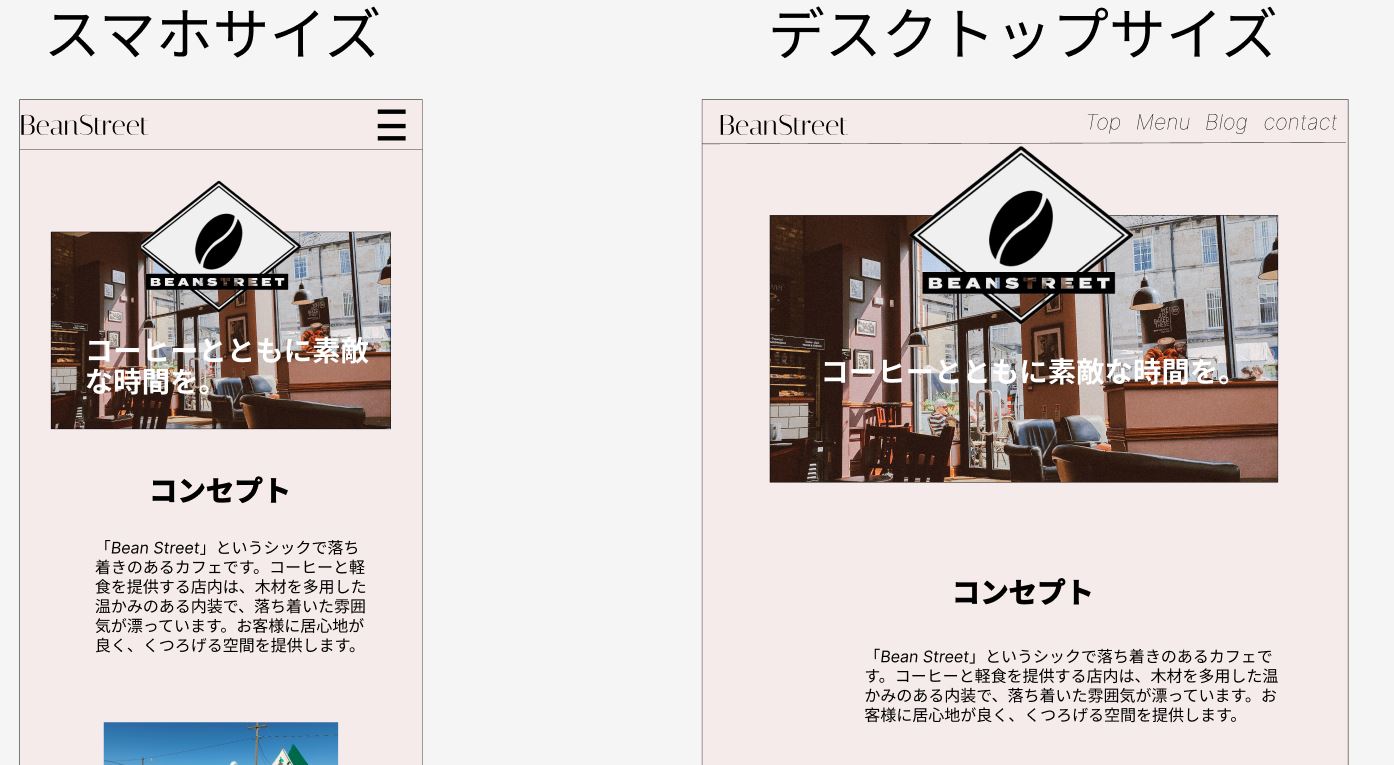 スマホサイズ
デスクトップサイズ
BeanStreet
BEANSTREET
コーヒーとともに素敵
な時間を。
コンセプト
「Bean Street」というシックで落ち
着きのあるカフェです。コーヒーと軽
食を提供する店内は、木材を多用した
温かみのある内装で、落ち着いた雰囲
気が漂っています。お客様に居心地が
良く、くつろげる空間を提供します。
BeanStreet
Top Menu Blog contact
BEANSTREET
コーヒーとともに素敵な時間を。
コンセプト
「Bean Street」というシックで落ち着きのあるカフェで
す。コーヒーと軽食を提供する店内は、木材を多用した温
かみのある内装で、落ち着いた雰囲気が漂っています。お
客様に居心地が良く、くつろげる空間を提供します。